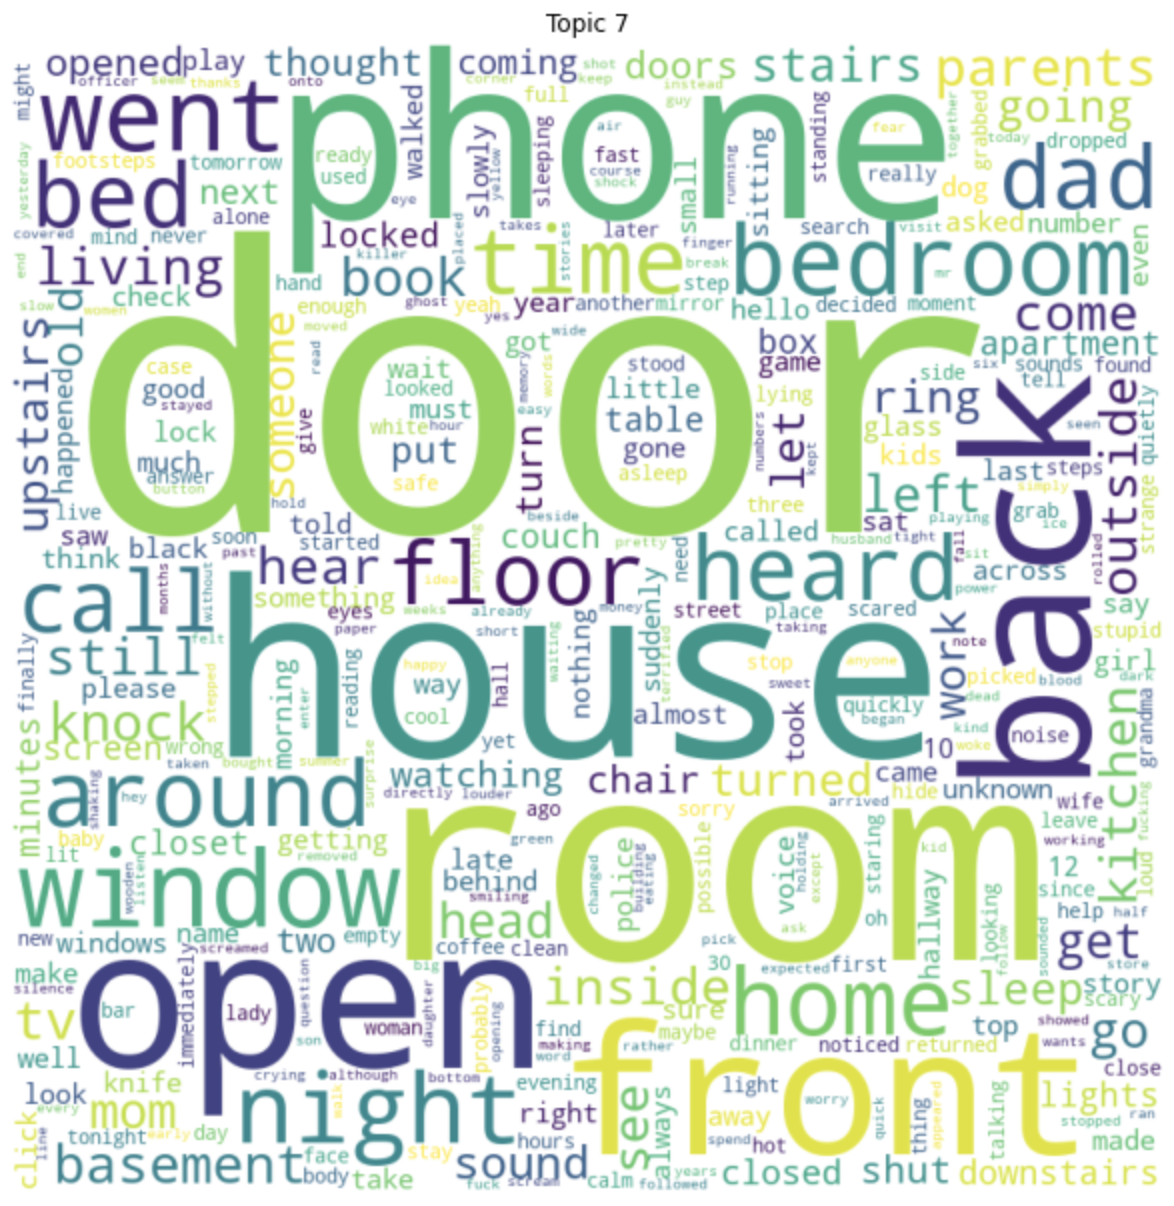 Topic 7
opened play thought coming corner shot keep doors stairs parents
officer seem thanks onto instead guy
might went phone full grabbed going
walked air fear together today dropped
footsteps tomorrow ready fast standing
bed next used slowly yellow sleeping course shock small running sitting really dog dad
yesterday alone eye asked number
covered mind never locked placed takes later search visit
living killer time stories finger bedroom even
end check hand book step break mr
slow women enough ghost yeah year another mirror hello decided moment come
old moved yes wide
upstairs door someone got box apartment
happened case read wait memory words stood game side six sounds found
good give looked easy little lying ring tell
stayed must table numbers let back outside quietly
lock white hour gone glass seen
much put turn asleep kept kids last steps
answer safe simply
button hold three left grab strange
live told beside sat playing ice
saw soon started anything couch pretty called husband tight
think black past floor need heard fall sit across rolled
call months without hear idea suddenly power
something weeks already money street place scared say
eyes paper short taking stupid
finally still felt nothing terrified work note
please stepped reading happy hall waiting stop anyone girl
morning enter house way sweet picked blood dark
knock cool almost quickly dead
began kind grandma
minutes screen wrong yet took 10 woke noise kitchen
taken bought summer surprise watching chair turned came
around shaking hey directly louder hide unknown
baby ago sorry arrived wife fucking
closet getting green leave
lit removed room working
window wooden listen late changed police building eating possible voice holding except staring kid 12 loud
behind since
smiling hallway looking
head oh help half
new windows name two empty coffee clean ask follow sounded get
screamed pick
make big 30 expected first store
silence immediately open question inside home sleep story
tv bar lady daughter probably opening sure scary
woman find maybe top showed go
well son making dinner noticed returned wants
word rather front close
look crying although bottom evening light lights
knife walk see worry quick
every mom night right away appeared ran
click line tonight early day hours always spend hot thing talking stopped made
basement face stay sound closed shut downstairs
body take fuck scream calm followed years